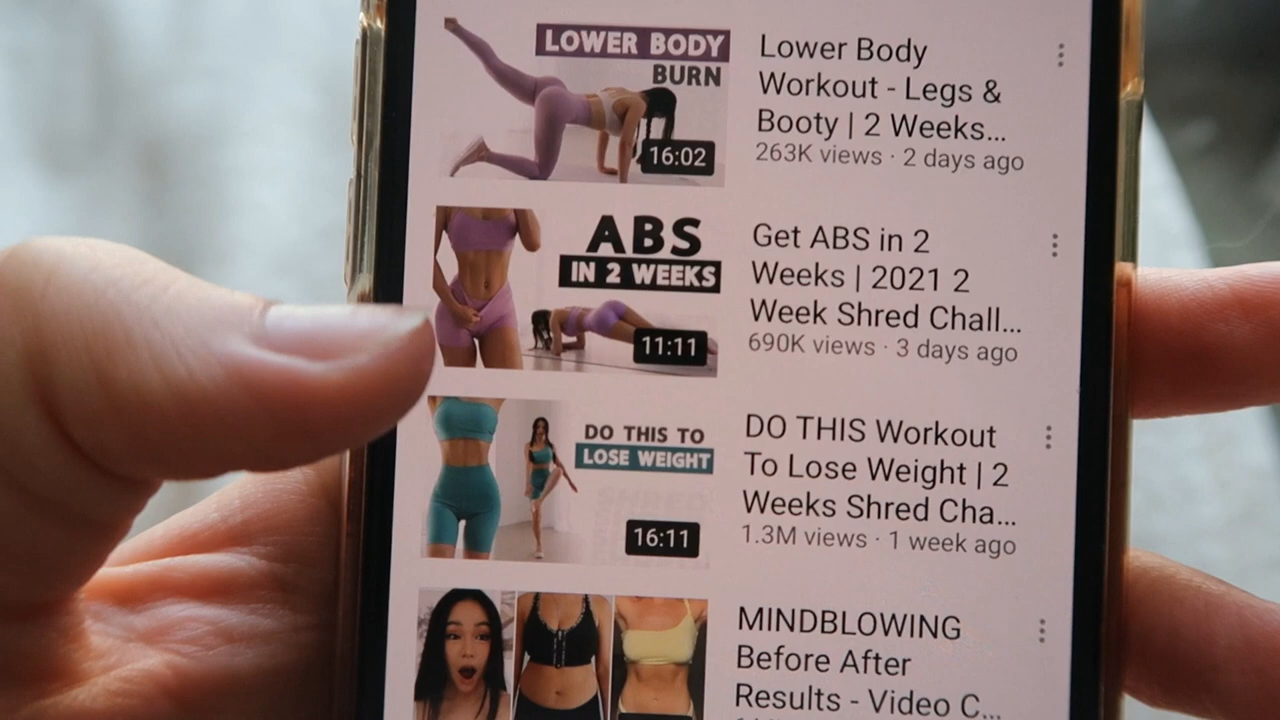 LOWER BODY
BURN
16:02
Lower Body
Workout - Legs &
Booty | 2 Weeks...
263K views · 2 days ago
ABS
IN 2 WEEKS
11:11
Get ABS in 2
Weeks | 2021 2
Week Shred Chall...
690K views · 3 days ago
DO THIS TO
LOSE WEIGHT
SHRED
16:11
DO THIS Workout
To Lose Weight | 2
Weeks Shred Cha...
1.3M views · 1 week ago
MINDBLOWING
Before After
Results - Video C...